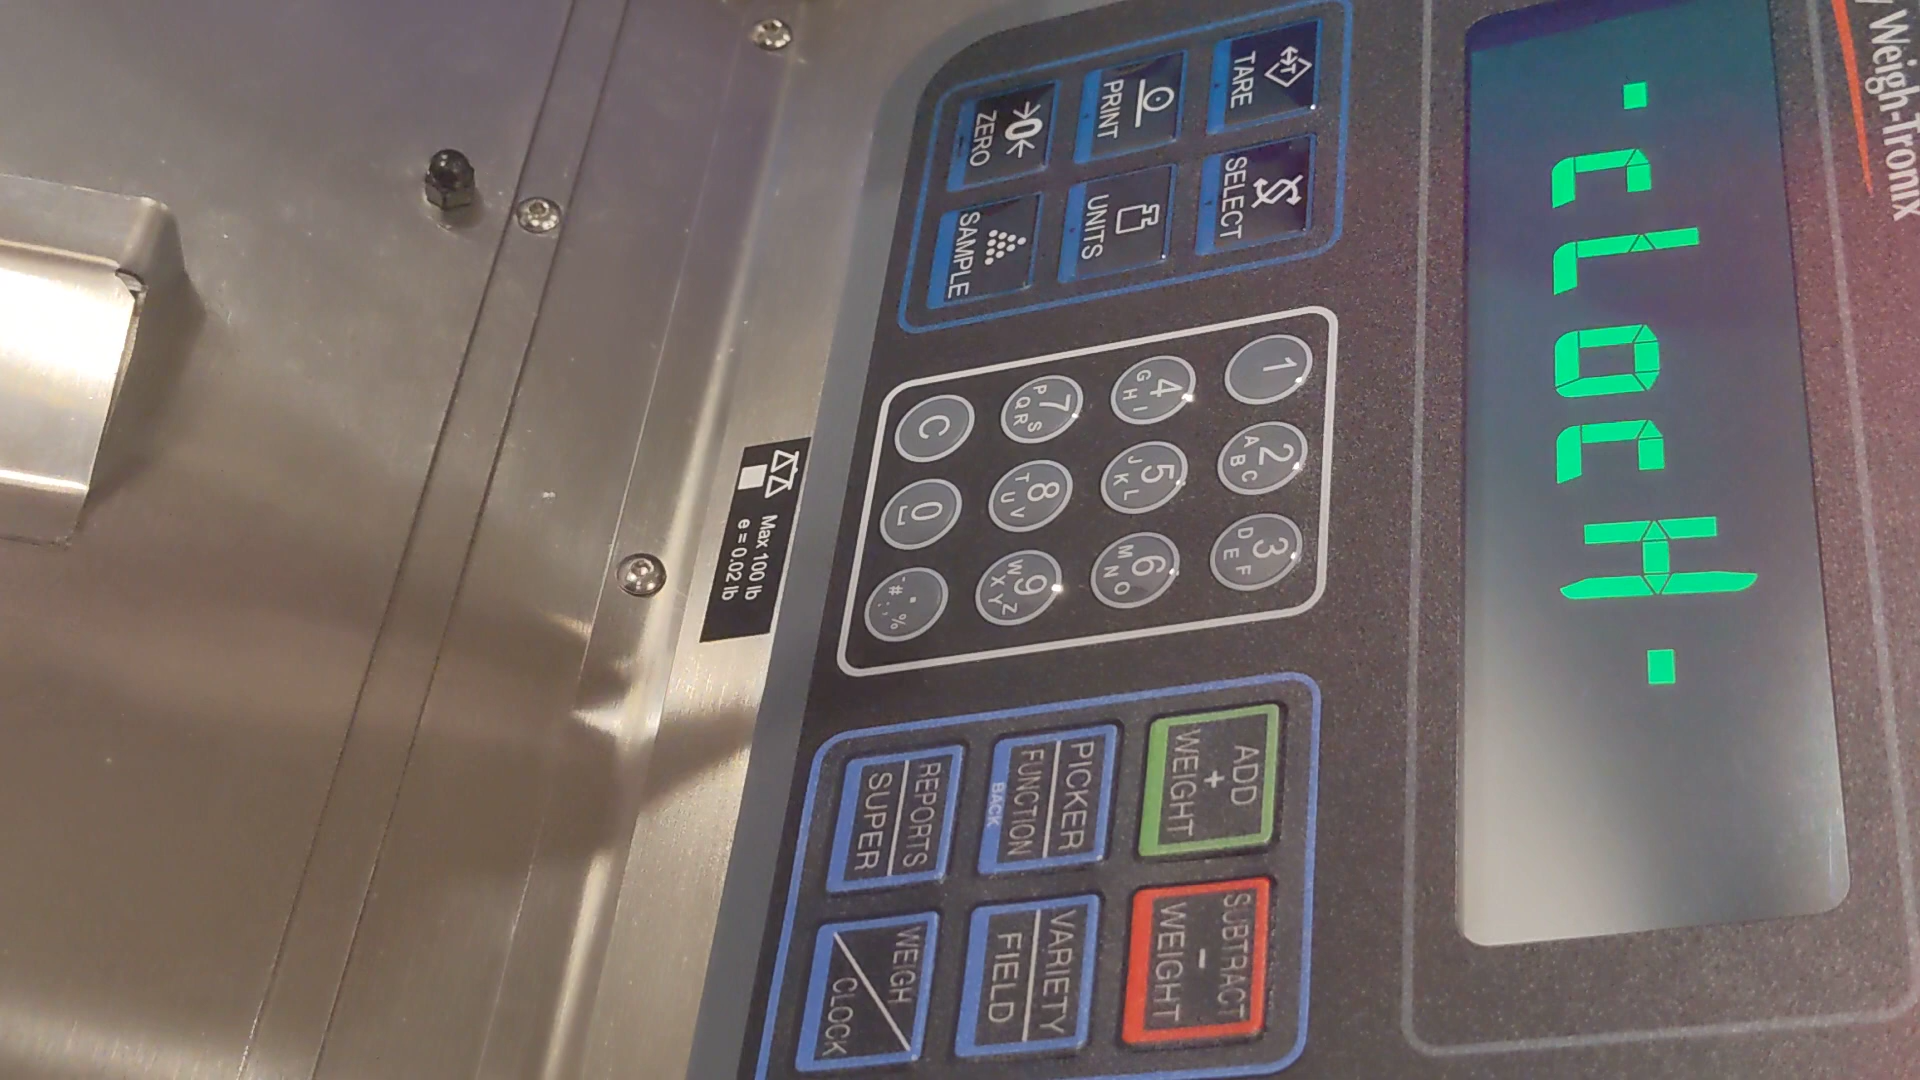 Weigh-Tronix
-cLocH-
TARE SELECT
PRINT UNITS
ZERO SAMPLE
1 2 ABC 3 DEF
4 GHI 5 JKL 6 MNO
7 PQRS 8 TUV 9 WXYZ
C 0
ADD + WEIGHT
SUBTRACT - WEIGHT
PICKER
FUNCTION
BACK
VARIETY
FIELD
REPORTS
SUPER
WEIGH
CLOCK
Max 100 lb
e = 0.02 lb